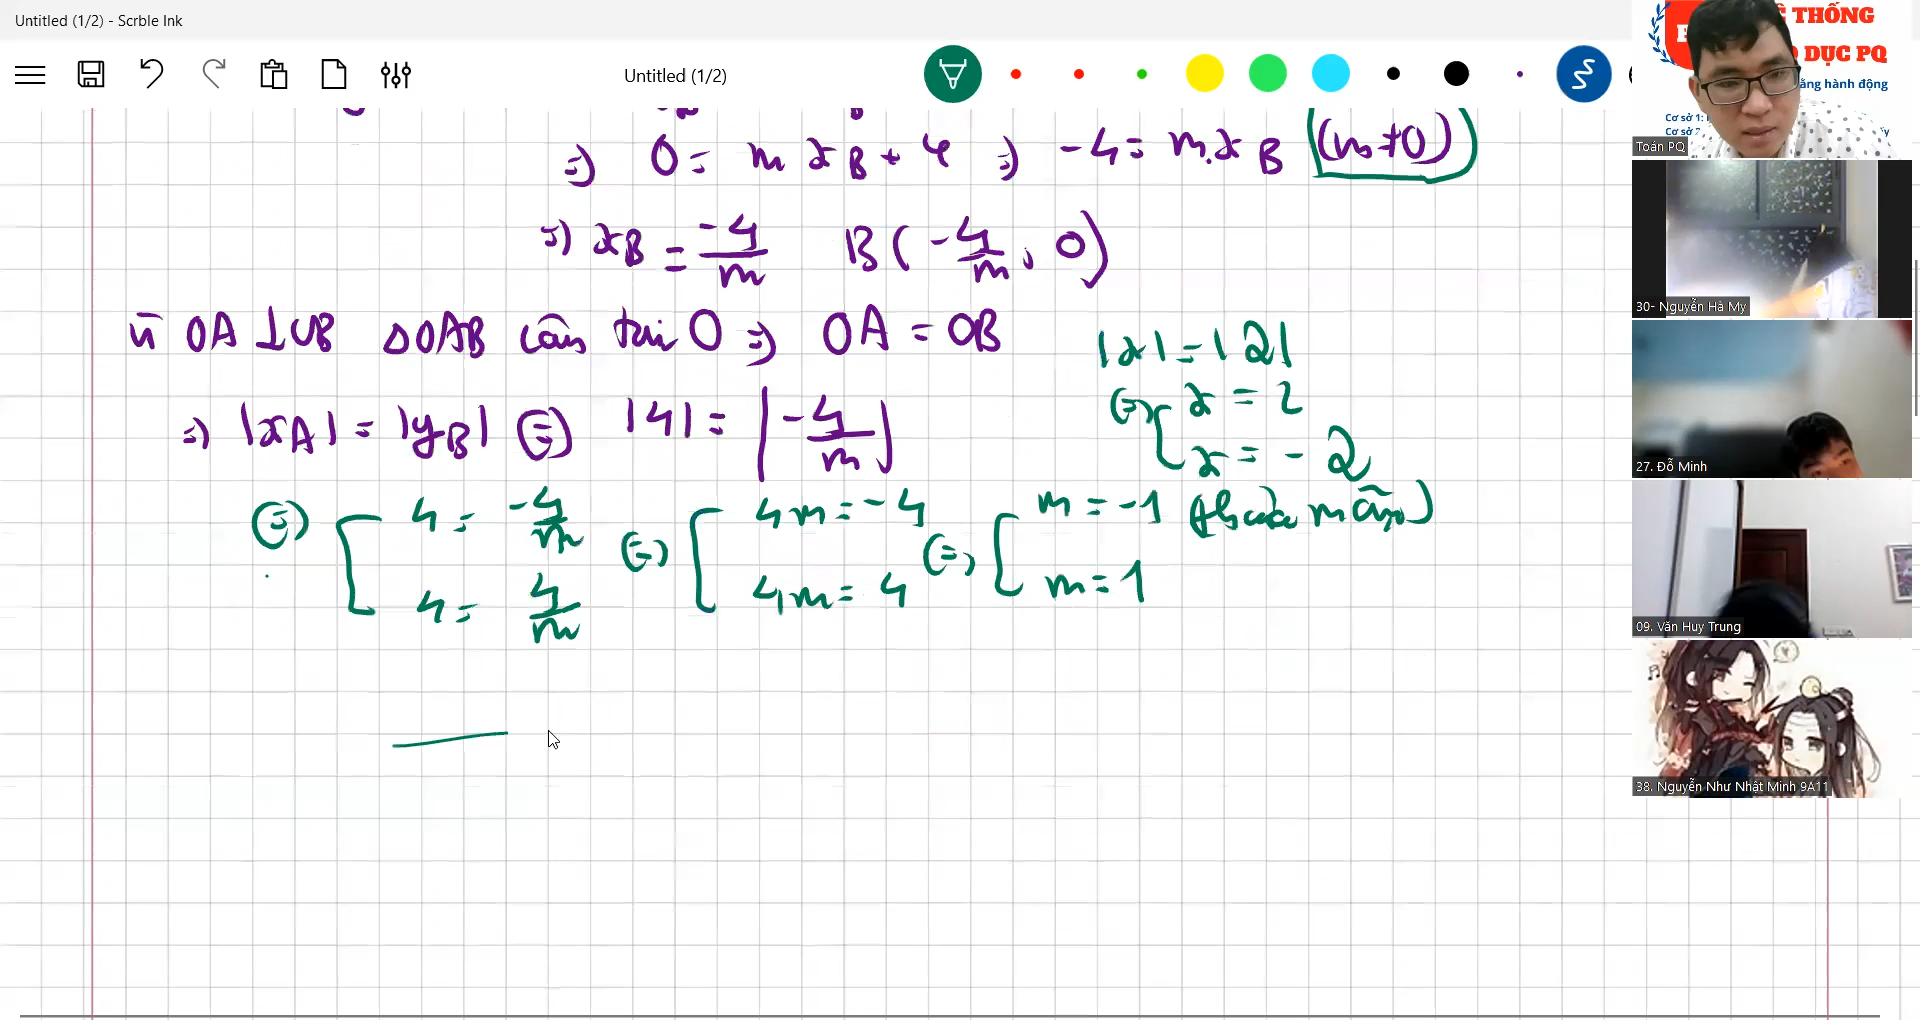 Untitled (1/2) - Scrble Ink
Untitled (1/2)
THỐNG
DỤC PQ
ằng hành động
Cơ sở 1:
Cơ sở 2
Toán PQ
30- Nguyễn Hà My
27. Đỗ Minh
09. Văn Huy Trung
38. Nguyễn Như Nhật Minh 9A11
=) 0 = m x_B + 4 =) -4 = m.x_B (m ≠ 0)
=) x_B = -4/m B(-4/m, 0)
OA ⊥ OB ΔOAB cân tại O =) OA = OB
=) |x_A| = |y_B| (=) |4| = |-4/m|
|x| = |2|
(=) [ x = 2
x = -2
(=) [ 4 = -4/m (=) [ 4m = -4 (=) [ m = -1 (thỏa mãn)
4 = 4/m 4m = 4 m = 1